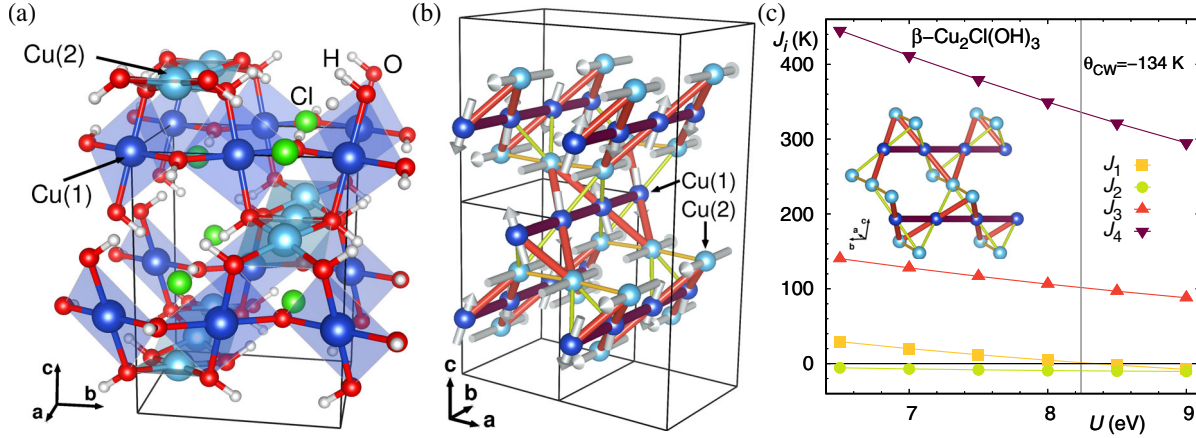 (a)
Cu(2)
H
O
Cl
Cu(1)
c
b
a
(b)
Cu(1)
Cu(2)
c
b
a
(c)
J_i (K)
β−Cu₂Cl(OH)₃
θ_CW=−134 K
400
300
200
100
0
c
a
b
J₁
J₂
J₃
J₄
7
8
U (eV)
9